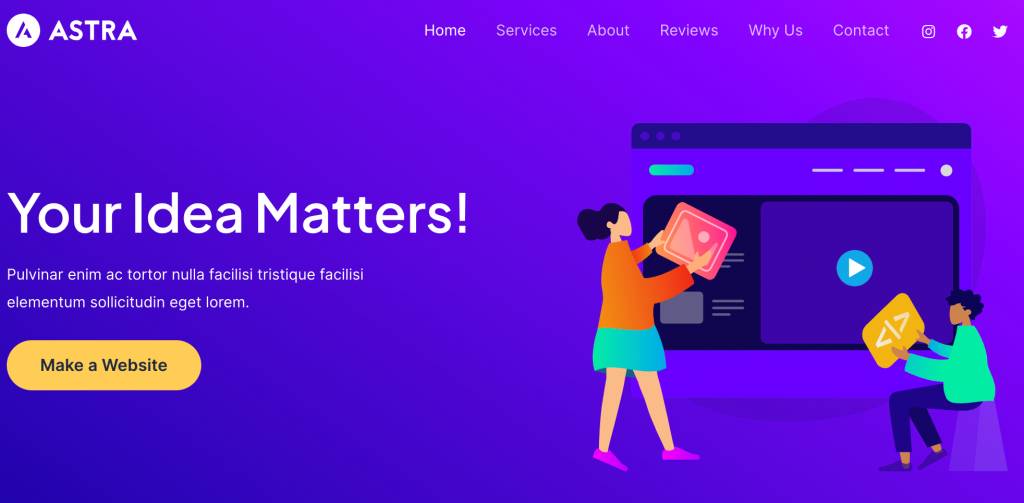 ASTRA
Home Services About Reviews Why Us Contact
Your Idea Matters!
Pulvinar enim ac tortor nulla facilisi tristique facilisi
elementum sollicitudin eget lorem.
Make a Website